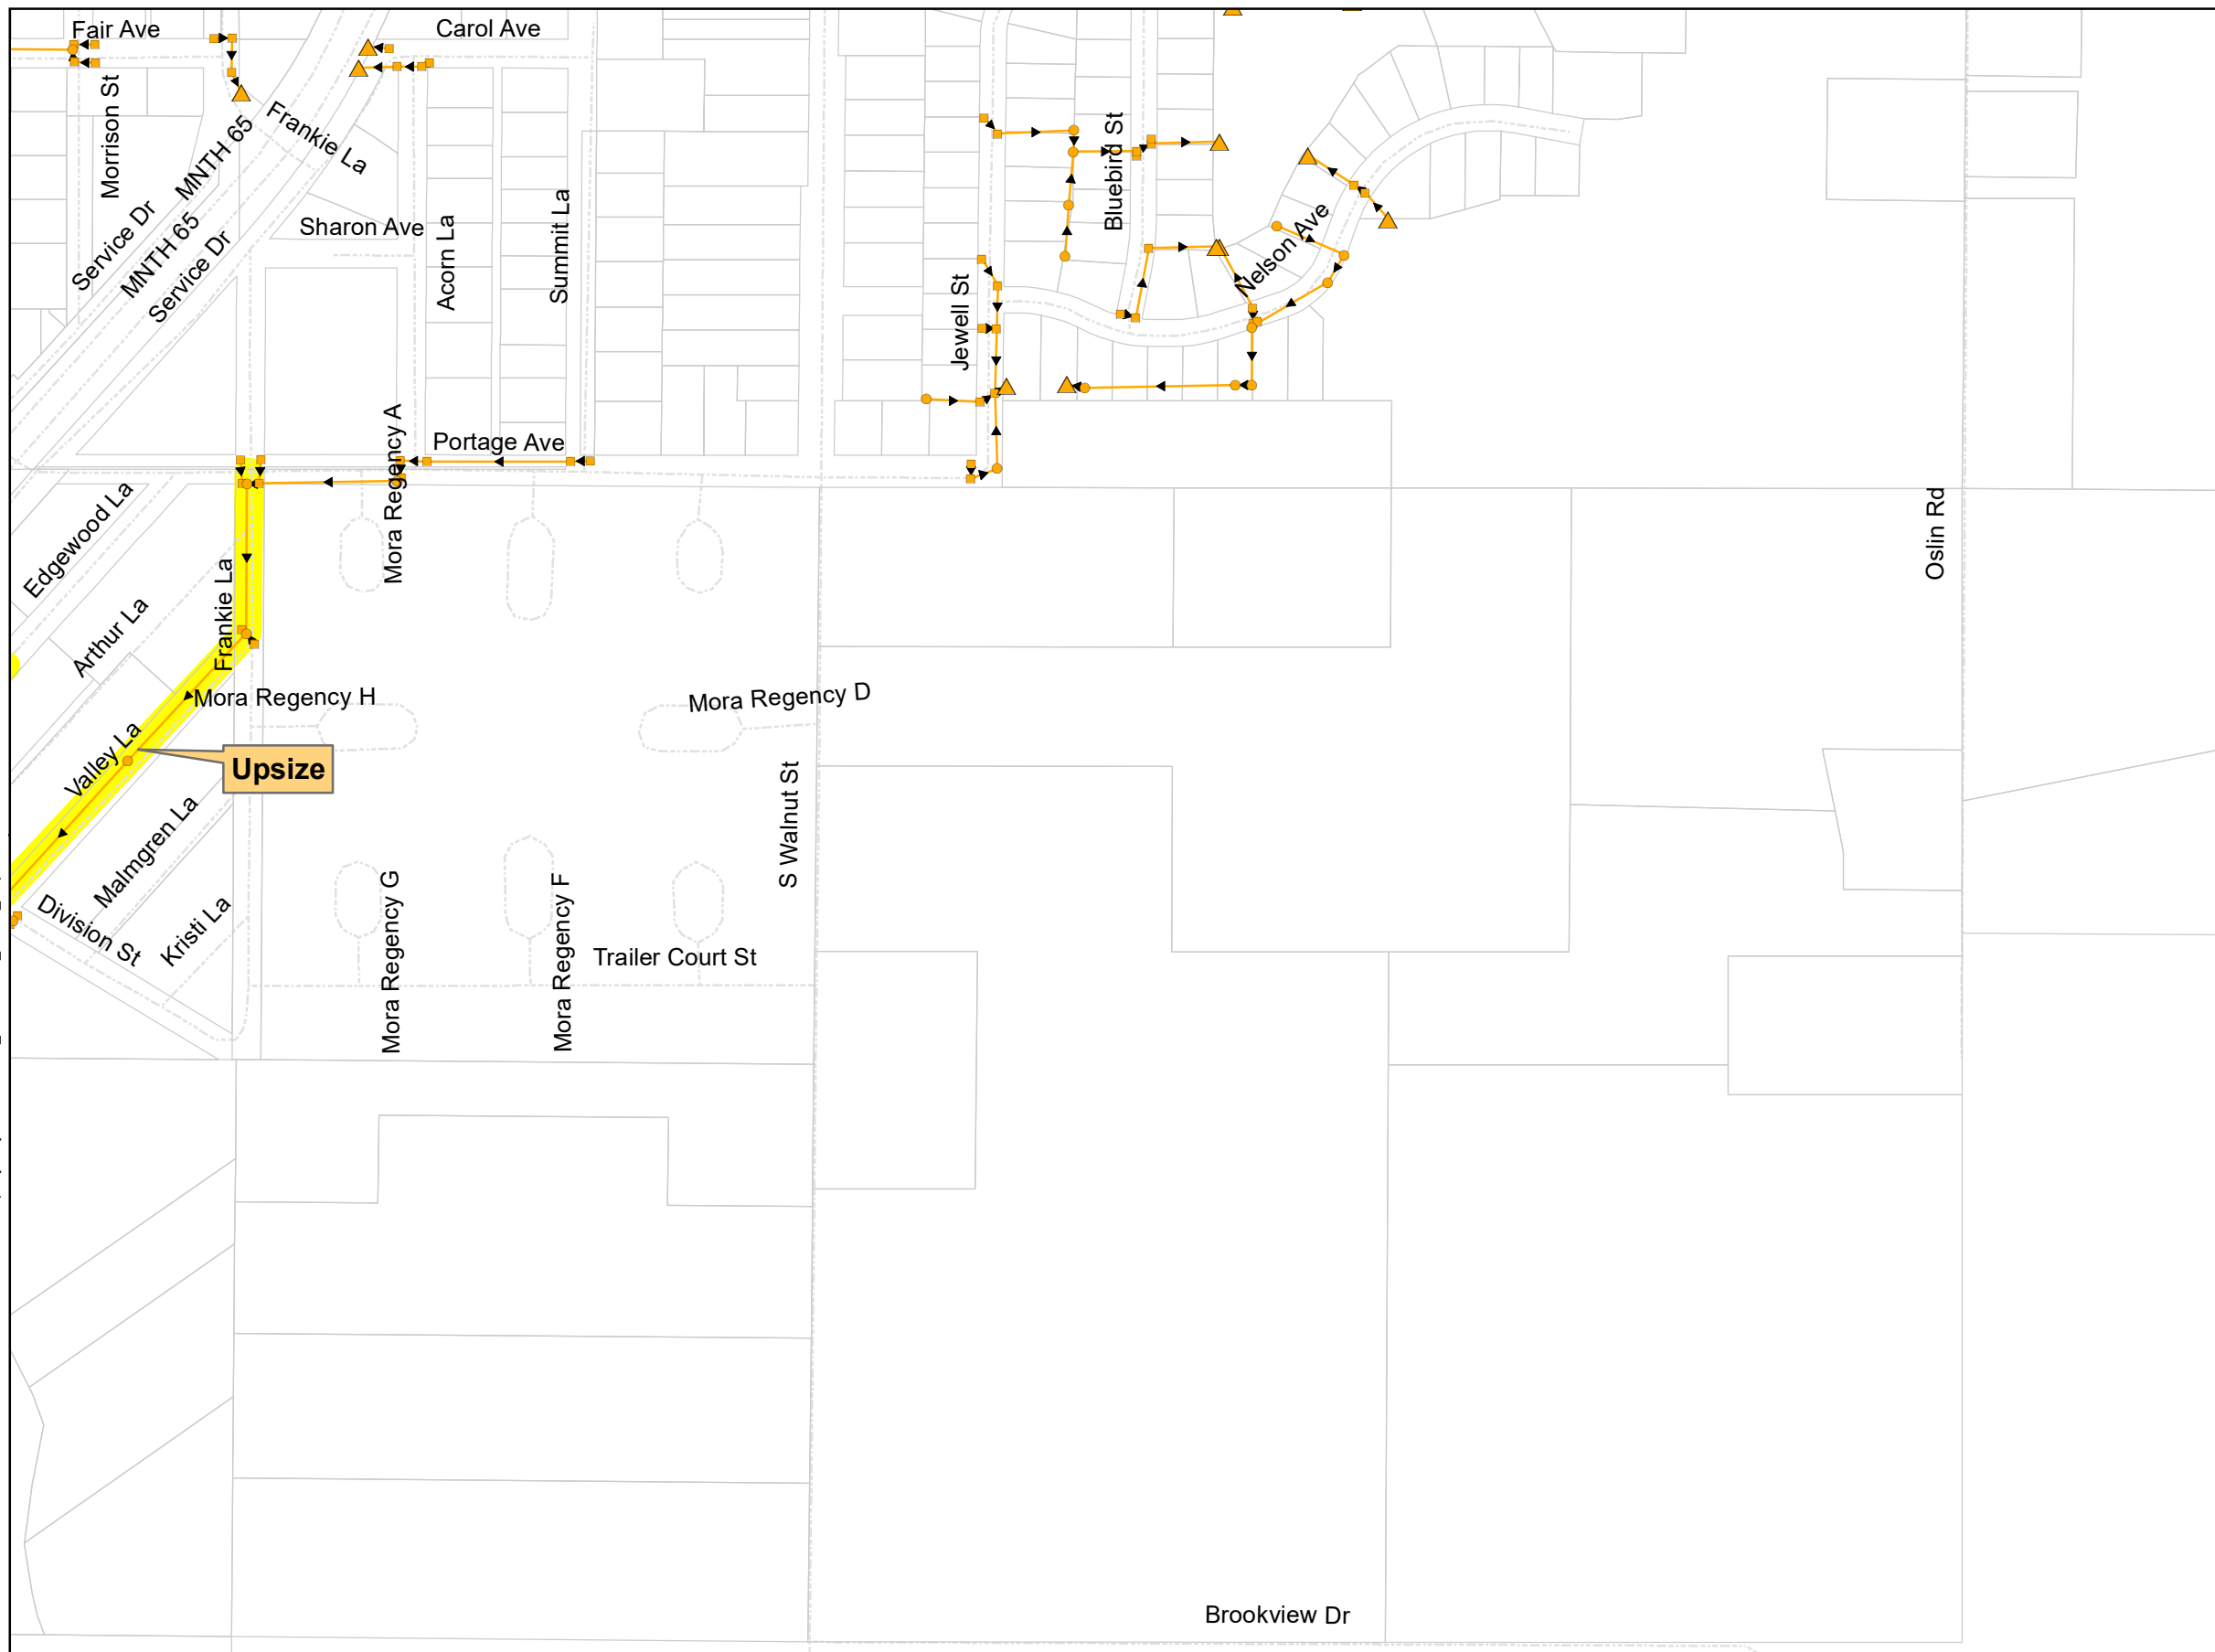 Fair Ave
Carol Ave
Morrison St
MNTH 65
Frankie La
Service Dr
MNTH 65
Service Dr
Sharon Ave
Acorn La
Summit La
Bluebird St
Nelson Ave
Jewell St
Portage Ave
Mora Regency A
Edgewood La
Arthur La
Frankie La
Oslin Rd
Mora Regency H
Mora Regency D
Valley La
Upsize
Malmgren La
S Walnut St
Division St
Kristi La
Mora Regency G
Mora Regency F
Trailer Court St
Brookview Dr